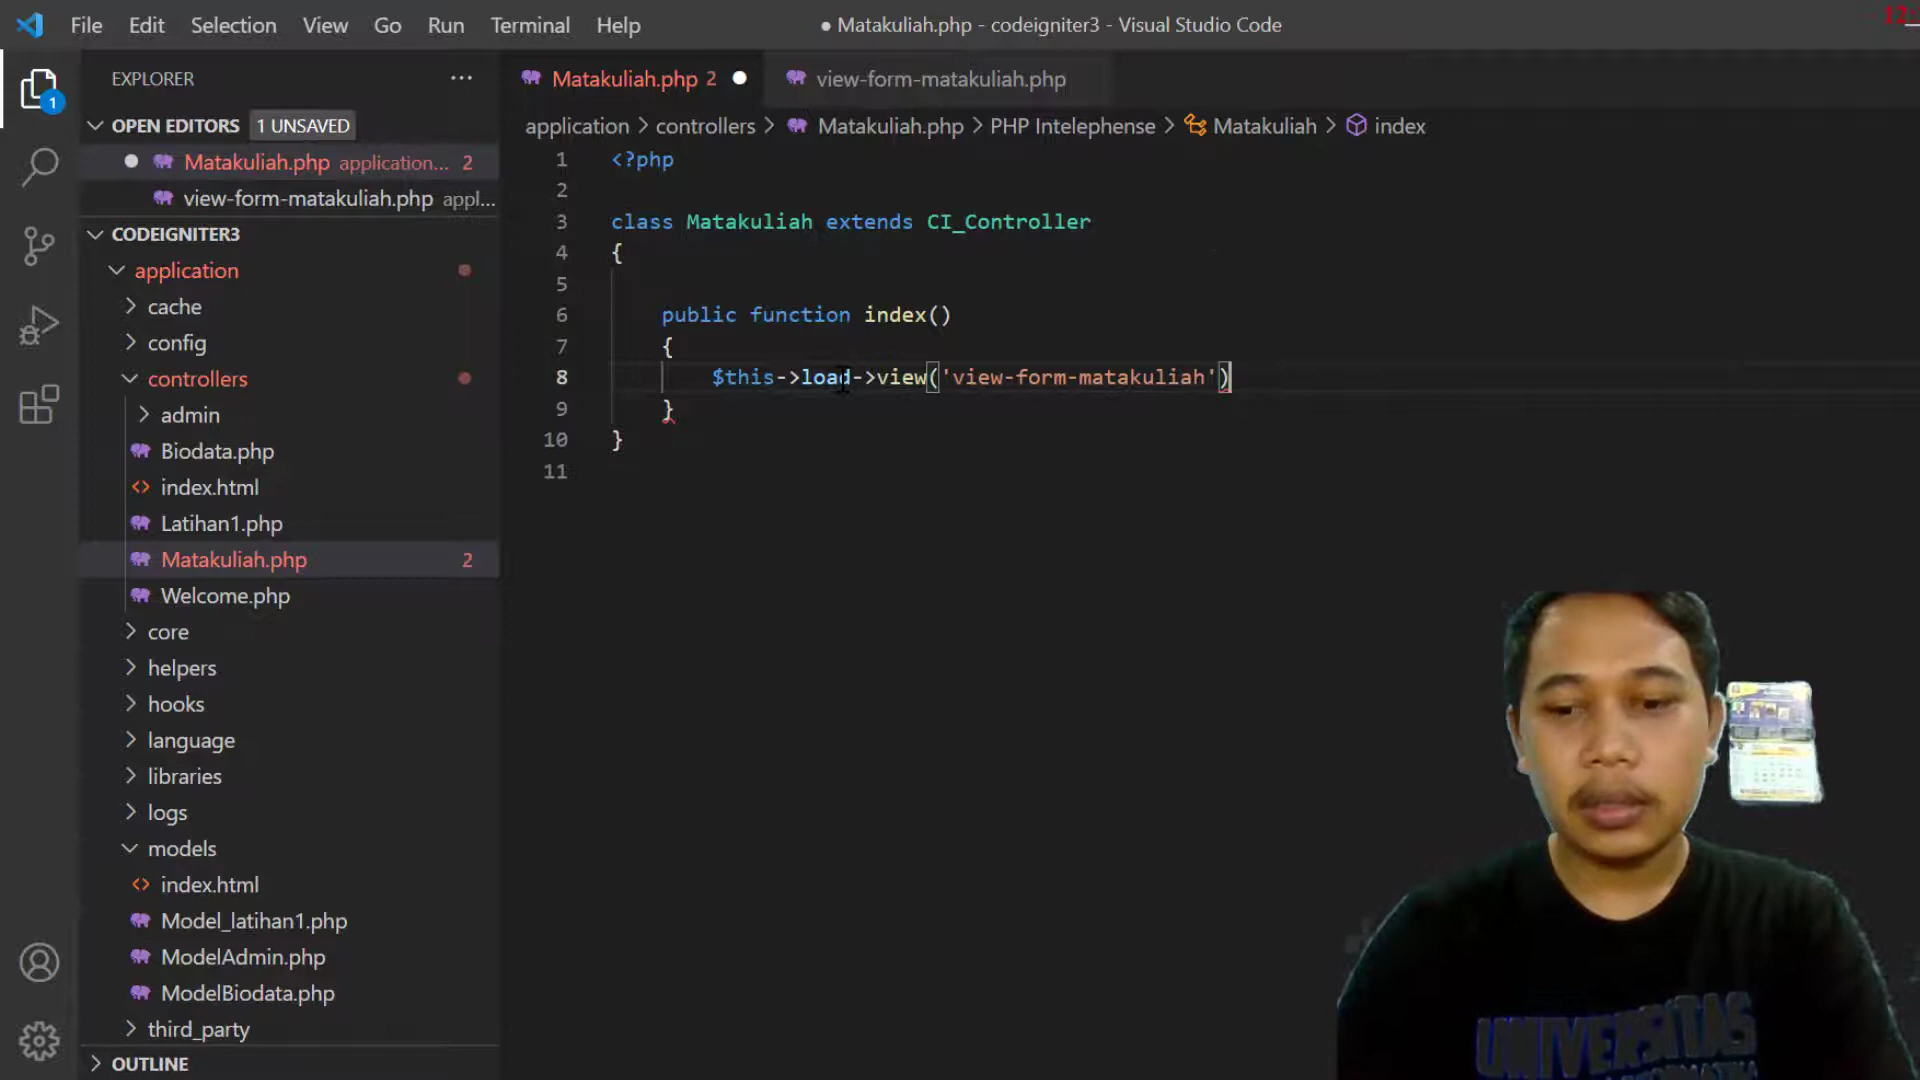 File Edit Selection View Go Run Terminal Help
● Matakuliah.php - codeigniter3 - Visual Studio Code
12:
EXPLORER
OPEN EDITORS 1 UNSAVED
Matakuliah.php application... 2
view-form-matakuliah.php appl...
CODEIGNITER3
application
cache
config
controllers
admin
Biodata.php
index.html
Latihan1.php
Matakuliah.php 2
Welcome.php
core
helpers
hooks
language
libraries
logs
models
index.html
Model_latihan1.php
ModelAdmin.php
ModelBiodata.php
third_party
OUTLINE
1
Matakuliah.php 2
view-form-matakuliah.php
application > controllers > Matakuliah.php > PHP Intelephense > Matakuliah > index
1 <?php
2
3 class Matakuliah extends CI_Controller
4 {
5
6 public function index()
7 {
8 $this->load->view('view-form-matakuliah')
9 }
10 }
11
UNIVERSITAS